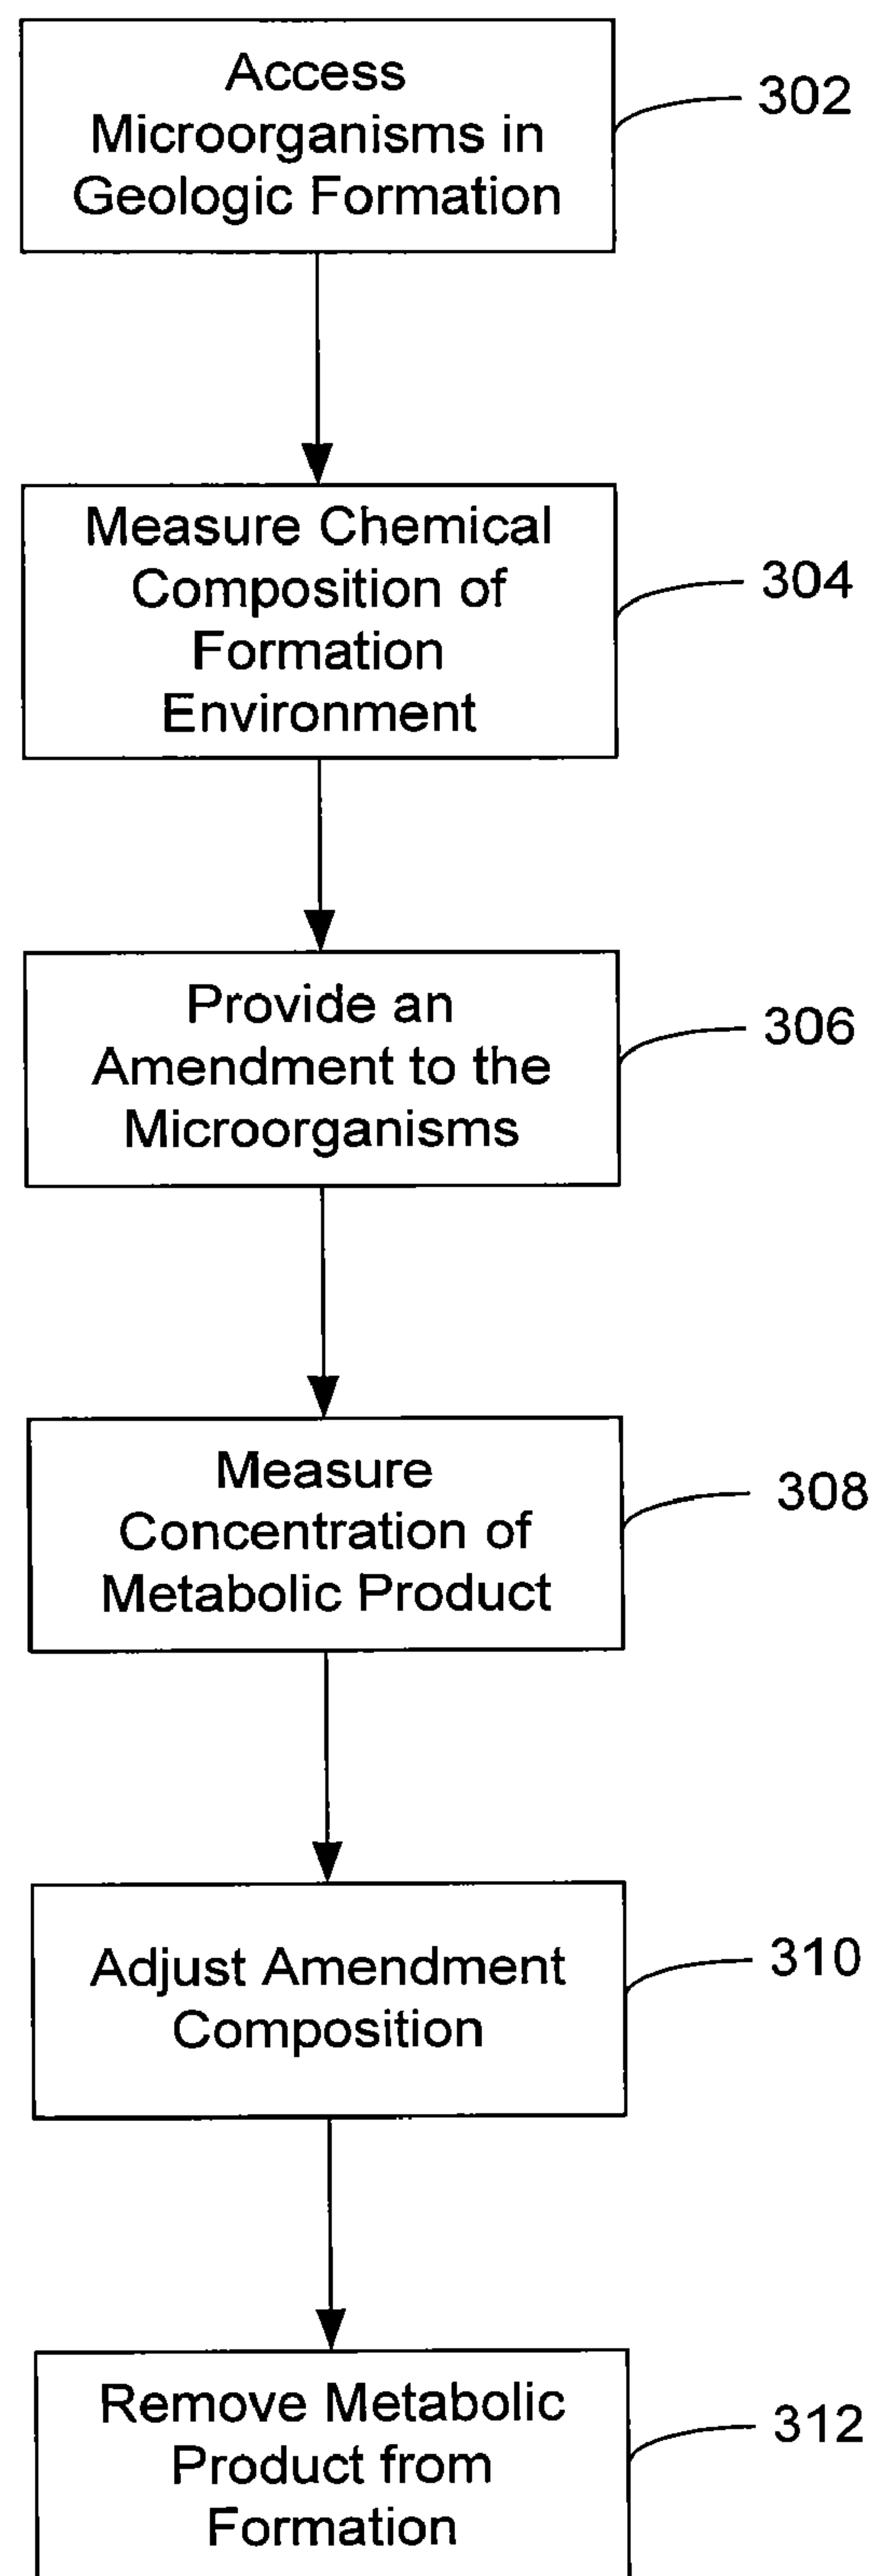 Access
Microorganisms in
Geologic Formation
302
Measure Chemical
Composition of
Formation
Environment
304
Provide an
Amendment to the
Microorganisms
306
Measure
Concentration of
Metabolic Product
308
Adjust Amendment
Composition
310
Remove Metabolic
Product from
Formation
312